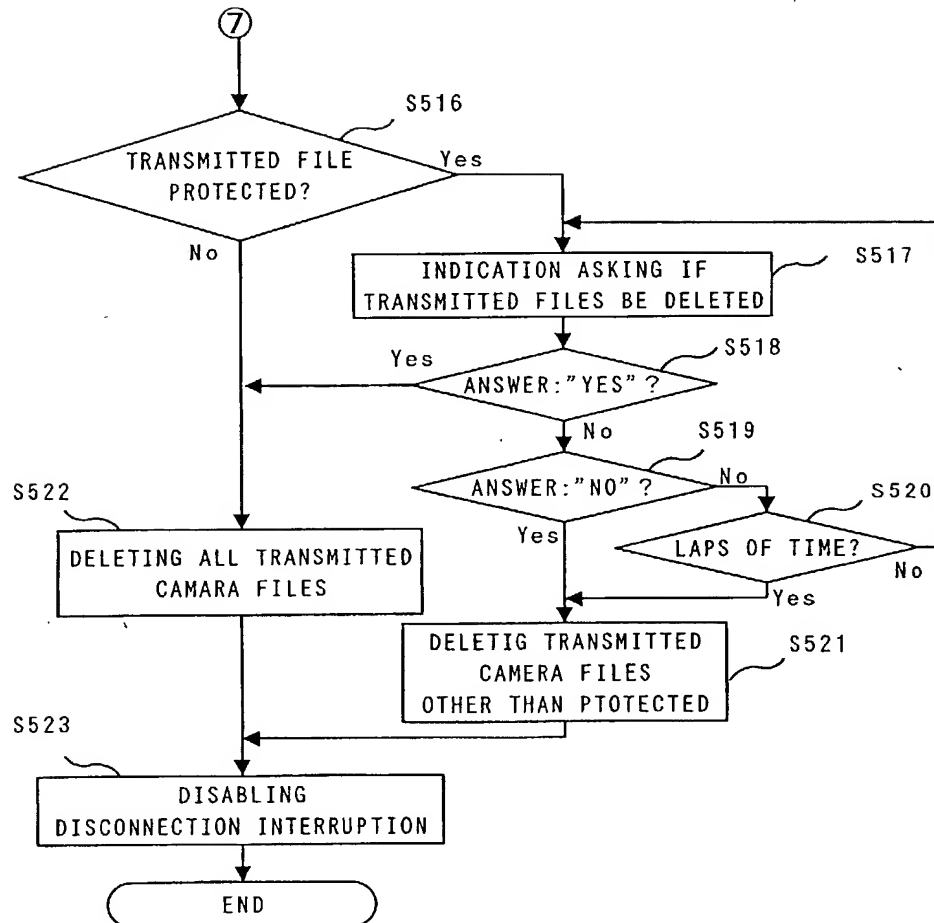 ⑦
S516
TRANSMITTED FILE
PROTECTED?
Yes
No
S517
INDICATION ASKING IF
TRANSMITTED FILES BE DELETED
S518
Yes
ANSWER:"YES"?
No
S519
ANSWER:"NO"?
No
Yes
S520
LAPS OF TIME?
No
Yes
S522
DELETING ALL TRANSMITTED
CAMARA FILES
S521
DELETIG TRANSMITTED
CAMERA FILES
OTHER THAN PTOTECTED
S523
DISABLING
DISCONNECTION INTERRUPTION
END